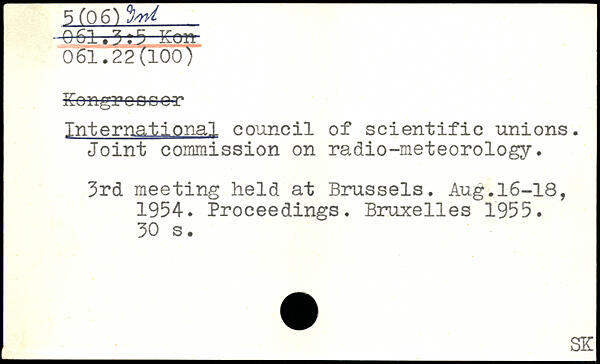 5(06) Int
061.3:5 Kon
061.22(100)
Kongresser
International council of scientific unions.
Joint commission on radio-meteorology.
3rd meeting held at Brussels. Aug.16-18,
1954. Proceedings. Bruxelles 1955.
30 s.
SK